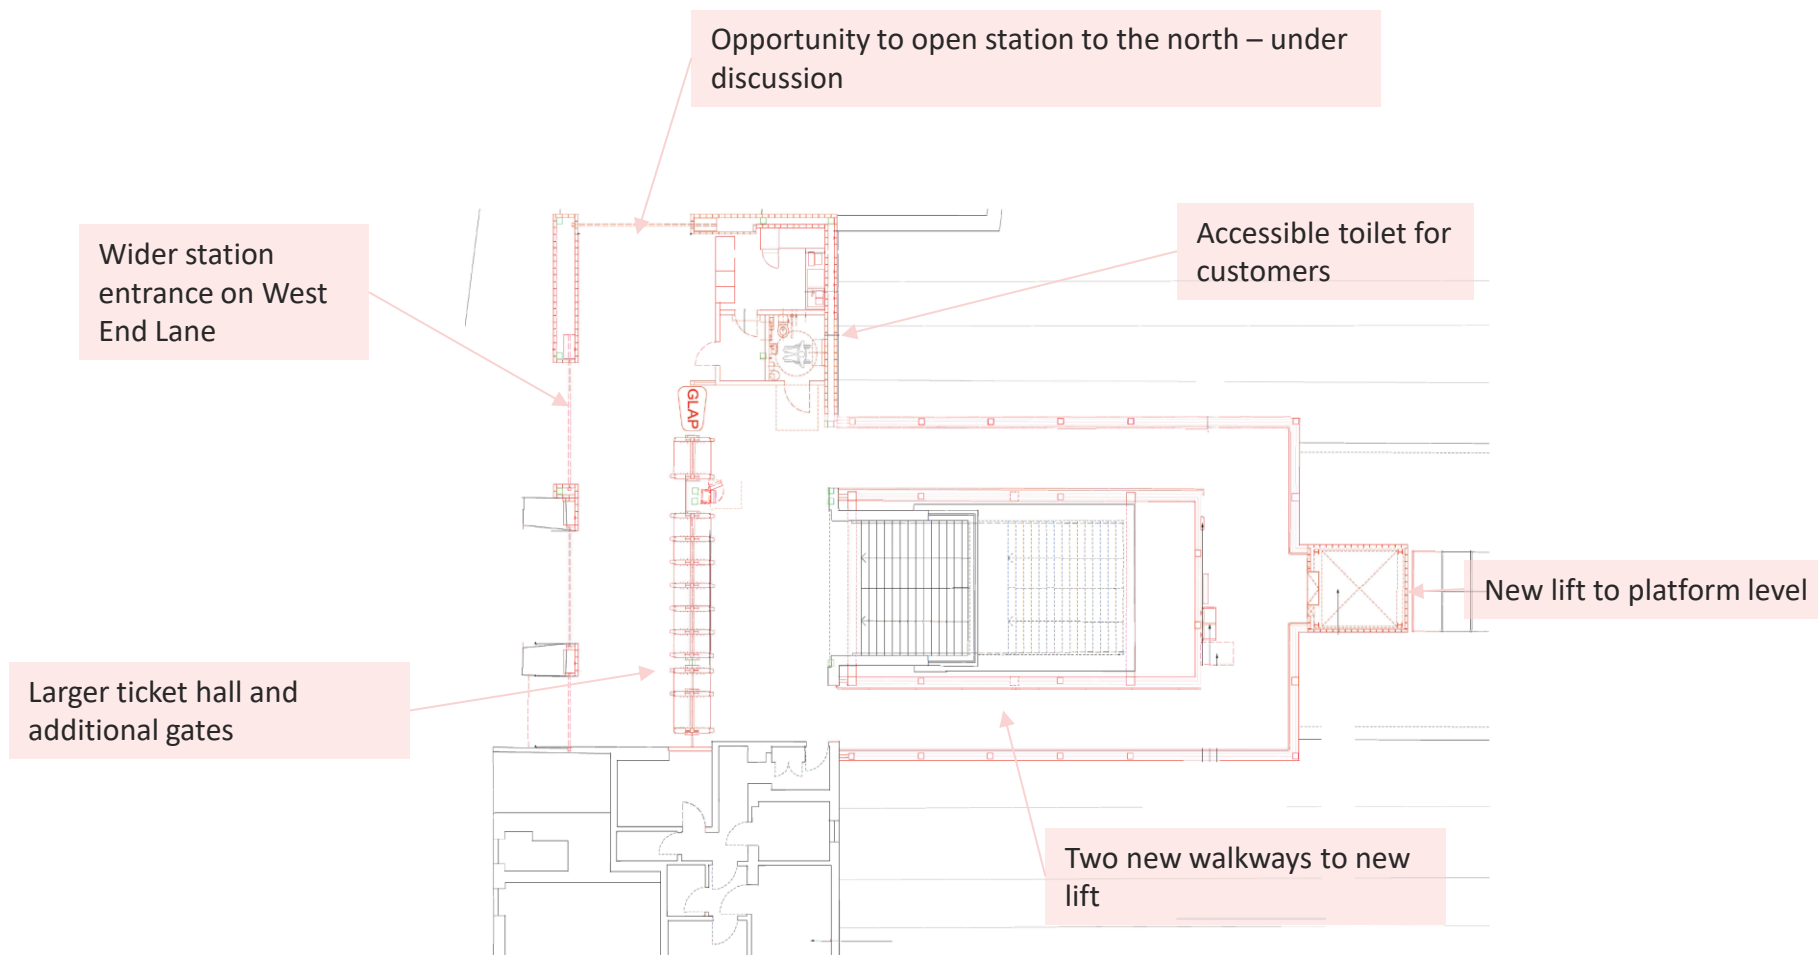 Opportunity to open station to the north – under
discussion
Wider station
entrance on West
End Lane
Accessible toilet for
customers
GLAP
New lift to platform level
Larger ticket hall and
additional gates
Two new walkways to new
lift